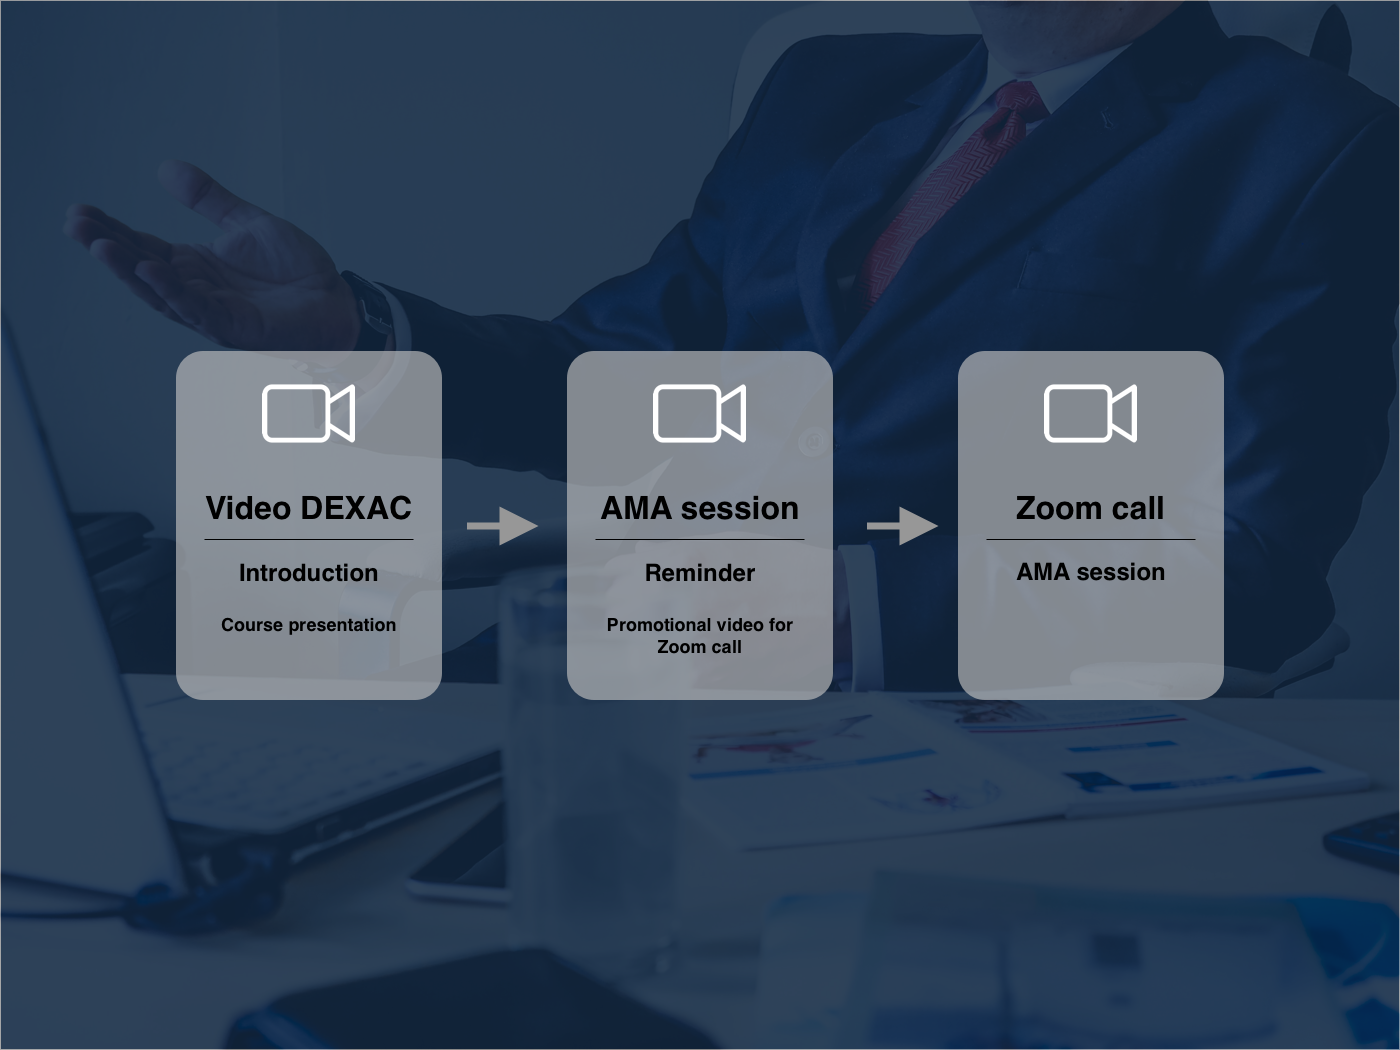 Video DEXAC
Introduction
Course presentation
AMA session
Reminder
Promotional video for
Zoom call
Zoom call
AMA session